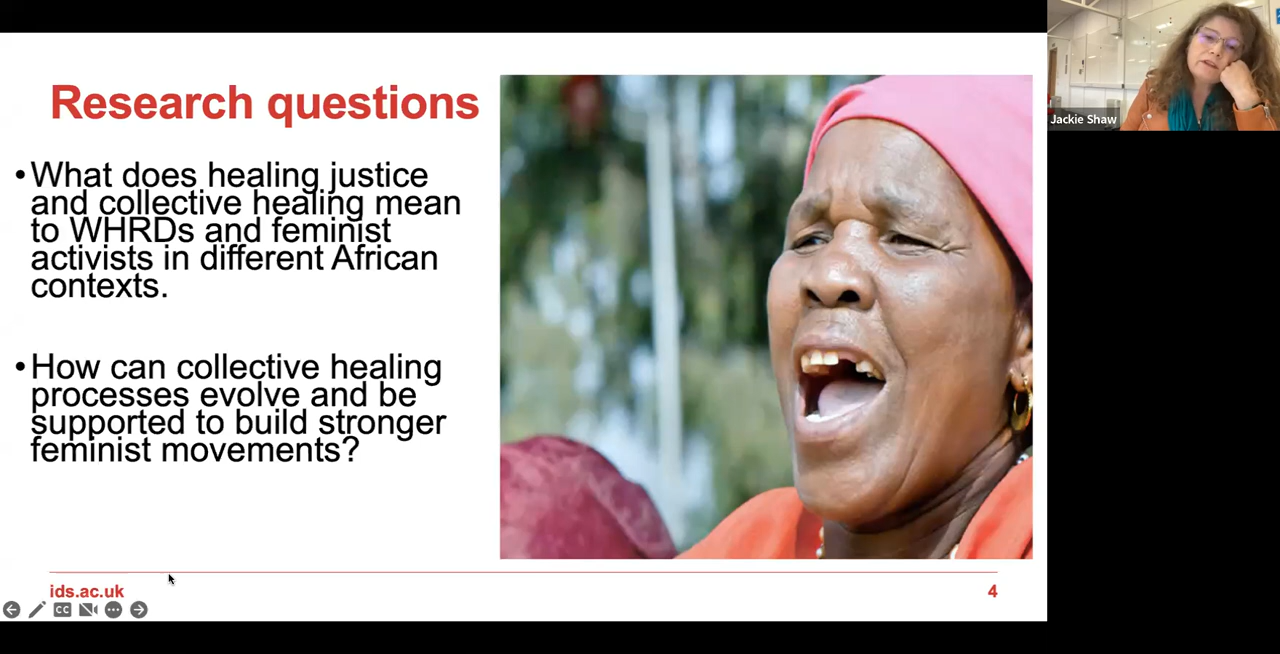 Research questions
•What does healing justice
and collective healing mean
to WHRDs and feminist
activists in different African
contexts.
•How can collective healing
processes evolve and be
supported to build stronger
feminist movements?
ids.ac.uk
4
CC
Jackie Shaw